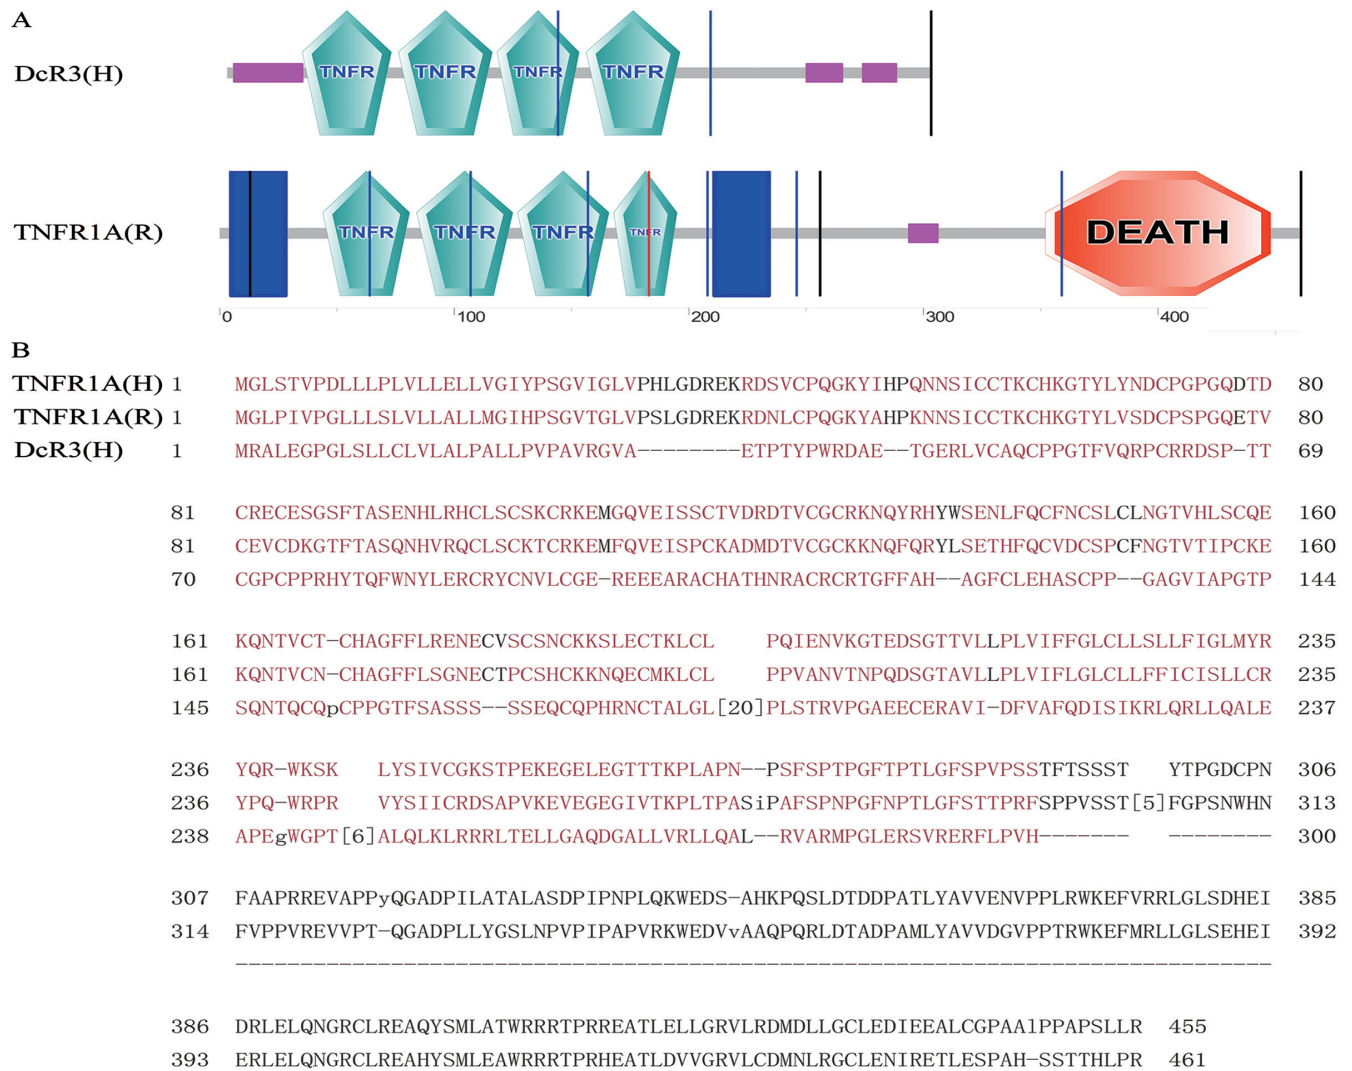 A
DcR3(H) TNFR TNFR TNFR TNFR
TNFR1A(R) TNFR TNFR TNFR TNFR DEATH
0 100 200 300 400
B
TNFR1A(H) 1 MGLSTVPDLLLPLVLLELLVGIYPSGVIGLVPHLGDREKRDSVCPQGKYIHPQNNSICCTKCHKGTYLYNDCPGPGQDTD 80
TNFR1A(R) 1 MGLPIVPGLLLSLVLLALLMGIHPSGVTGLVPSLGDREKRDNLCPQGKYAHPKNNSICCTKCHKGTYLVSDCPSPGQETV 80
DcR3(H) 1 MRALEGPGLSLLCLVLALPALLPVPAVRGVA--------ETPTYPWRDAE--TGERLVCAQCPPGTFVQRPCRRDSP-TT 69
81 CRECESGSFTASENHLRHCLSCSKCRKEMGQVEISSCTVDRDTVCGCRKNQYRHYWSENLFQCFNCSLCLNGTVHLSCQE 160
81 CEVCDKGTFTASQNHVRQCLSCKTCRKEMFQVEISPCKADMDTVCGCKKNQFQRYLSETHFQCVDCSPCFNGTVTIPCKE 160
70 CGPCPPRHYTQFWNYLERCRYCNVLCGE-REEEARACHATHNRACRCRTGFFAH--AGFCLEHASCPP--GAGVIAPGTP 144
161 KQNTVCT-CHAGFFLRENECVSCSNCKKSLECTKLCL PQIENVKGTEDSGTTVLLPLVIFFGLCLLSLLFIGLMYR 235
161 KQNTVCN-CHAGFFLSGNECTPCSHCKKNQECMKLCL PPVANVTNPQDSGTAVLLPLVIFLGLCLLFFICISLLCR 235
145 SQNTQCQpCPPGTFSASSS--SSEQCQPHRNCTALGL[20]PLSTRVPGAEECERAVI-DFVAFQDISIKRLQRLLQALE 237
236 YQR-WKSK LYSIVCGKSTPEKEGELEGTTTKPLAPN--PSFSPTPGFTPTLGFSPVPSSTFTSSST YTPGDCPN 306
236 YPQ-WRPR VYSIICRDSAPVKEVEGEGIVTKPLTPASiPAFSPNPGFNPTLGFSTTPRFSPPVSST[5]FGPSNWHN 313
238 APEgWGPT[6]ALQLKLRRRLTELLGAQDGALLVRLLQAL--RVARMPGLERSVRERFLPVH------- -------- 300
307 FAAPRREVAPPyQGADPILATALASDPIPNPLQKWEDS-AHKPQSLDTDDPATLYAVVENVPPLRWKEFVRRLGLSDHEI 385
314 FVPPVREVVPT-QGADPLLYGSLNPVPIPAPVRKWEDVvAAQPQRLDTADPAMLYAVVDGVPPTRWKEFMRLLGLSEHEI 392
--------------------------------------------------------------------------------
386 DRLELQNGRCLREAQYSMLATWRRRTPRREATLELLGRVLRDMDLLGCLEDIEEALCGPAAlPPAPSLLR 455
393 ERLELQNGRCLREAHYSMLEAWRRRTPRHEATLDVVGRVLCDMNLRGCLENIRETLESPAH-SSTTHLPR 461